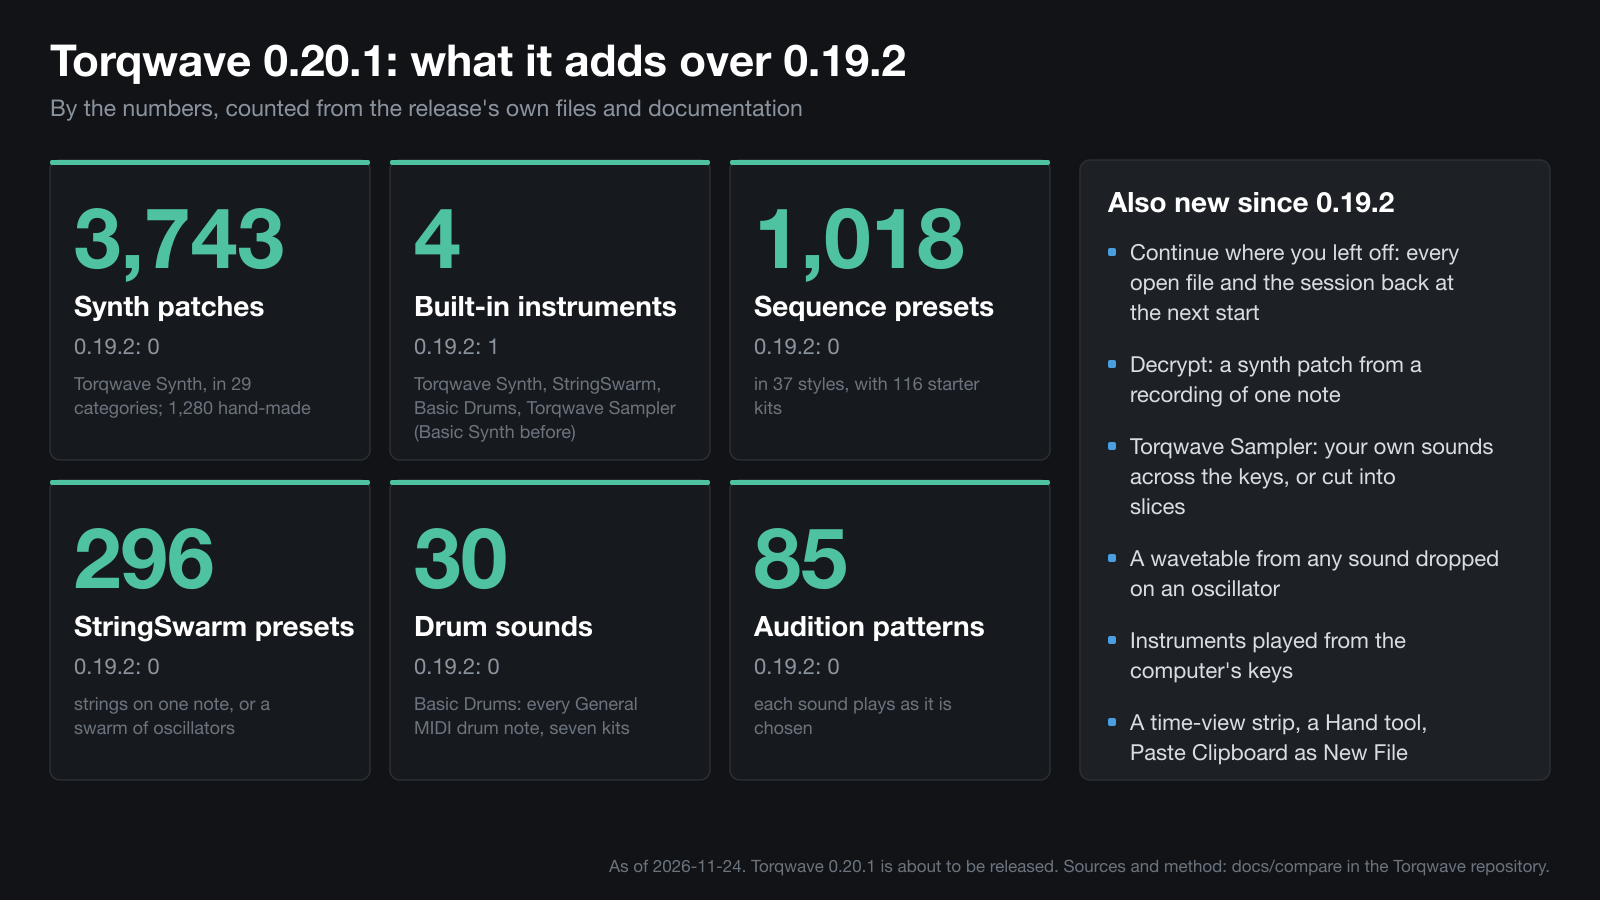 Torqwave 0.20.1: what it adds over 0.19.2
By the numbers, counted from the release's own files and documentation
3,743
Synth patches
0.19.2: 0
Torqwave Synth, in 29
categories; 1,280 hand-made
4
Built-in instruments
0.19.2: 1
Torqwave Synth, StringSwarm,
Basic Drums, Torqwave Sampler
(Basic Synth before)
1,018
Sequence presets
0.19.2: 0
in 37 styles, with 116 starter
kits
296
StringSwarm presets
0.19.2: 0
strings on one note, or a
swarm of oscillators
30
Drum sounds
0.19.2: 0
Basic Drums: every General
MIDI drum note, seven kits
85
Audition patterns
0.19.2: 0
each sound plays as it is
chosen
Also new since 0.19.2
Continue where you left off: every
open file and the session back at
the next start
Decrypt: a synth patch from a
recording of one note
Torqwave Sampler: your own sounds
across the keys, or cut into
slices
A wavetable from any sound dropped
on an oscillator
Instruments played from the
computer's keys
A time-view strip, a Hand tool,
Paste Clipboard as New File
As of 2026-11-24. Torqwave 0.20.1 is about to be released. Sources and method: docs/compare in the Torqwave repository.